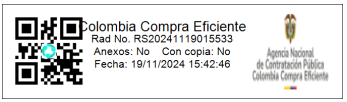 Colombia Compra Eficiente
Rad No. RS20241119015533
Anexos: No Con copia: No
Fecha: 19/11/2024 15:42:46
Agencia Nacional
de Contratación Pública
Colombia Compra Eficiente